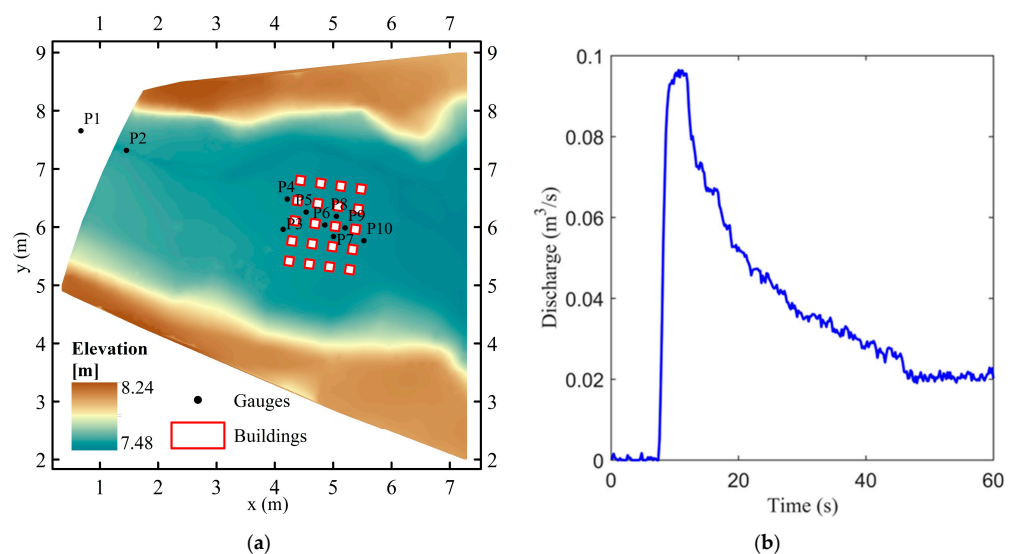 1 2 3 4 5 6 7
9 9
8 8
7 7
6 6
5 5
4 4
3 3
2 2
1 2 3 4 5 6 7
x (m)
y (m)
P1
P2
P4
P5
P8
P6
P9
P3
P7
P10
Elevation
[m]
8.24
7.48
Gauges
Buildings
(a)
0.1
0.08
0.06
0.04
0.02
0
0 20 40 60
Discharge (m³/s)
Time (s)
(b)